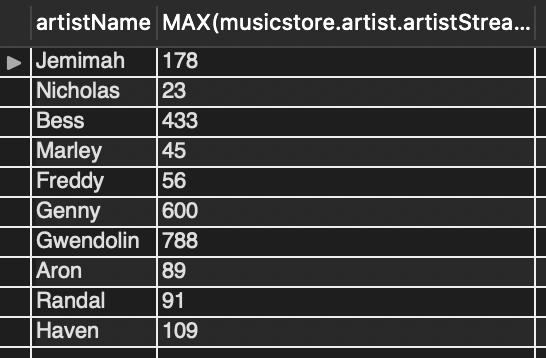 artistName MAX(musicstore.artist.artistStrea...
Jemimah 178
Nicholas 23
Bess 433
Marley 45
Freddy 56
Genny 600
Gwendolin 788
Aron 89
Randal 91
Haven 109